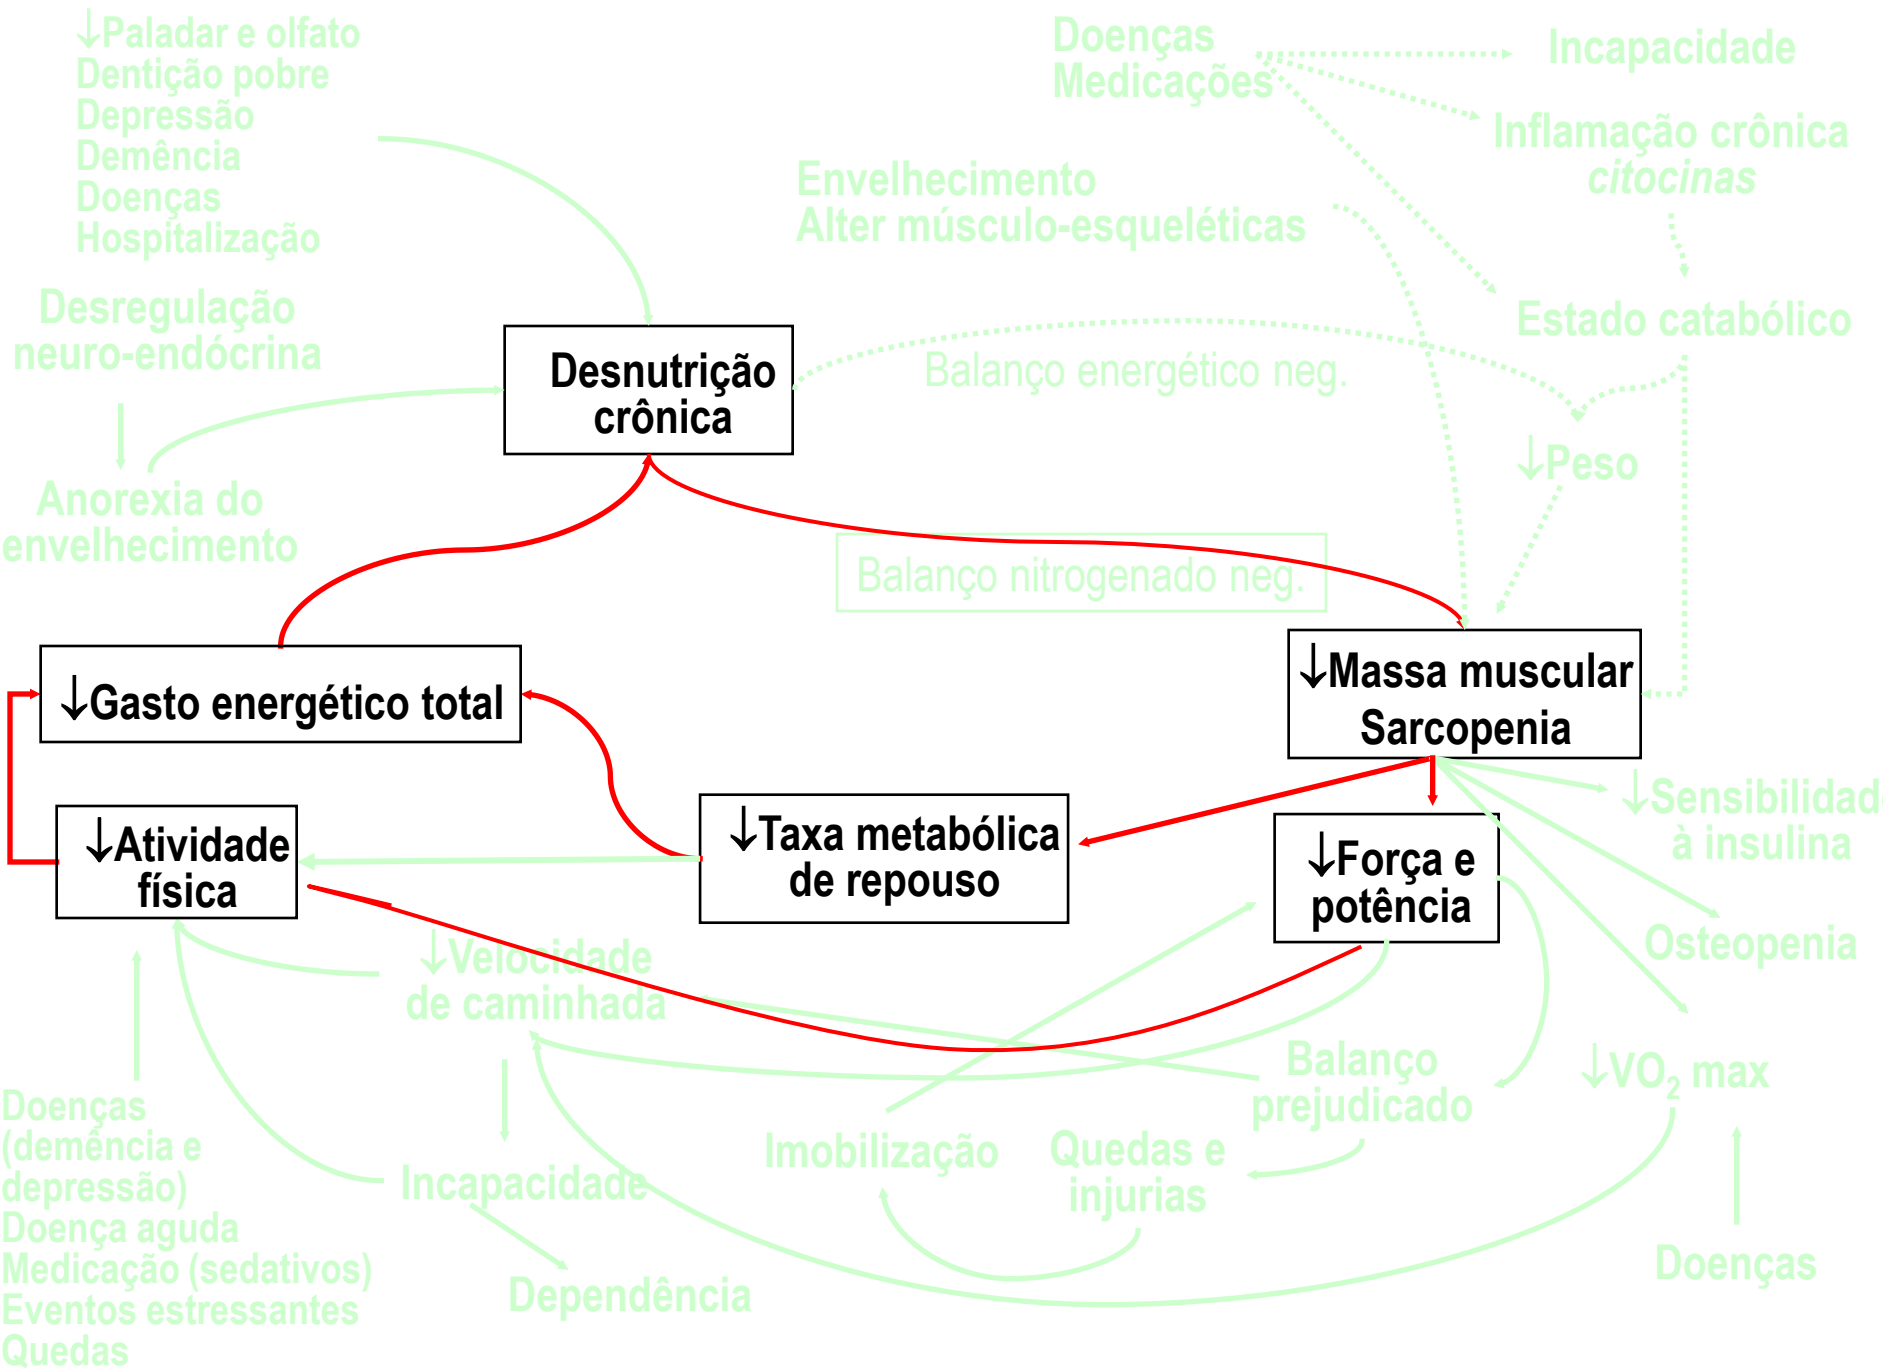 ↓Paladar e olfato
Dentição pobre
Depressão
Demência
Doenças
Hospitalização
Doenças
Medicações
Incapacidade
Inflamação crônica
citocinas
Envelhecimento
Alter músculo-esqueléticas
Desregulação
neuro-endócrina
Estado catabólico
Desnutrição
crônica
Balanço energético neg.
↓Peso
Anorexia do
envelhecimento
Balanço nitrogenado neg.
↓Gasto energético total
↓Massa muscular
Sarcopenia
↓Sensibilidad
à insulina
↓Atividade
física
↓Taxa metabólica
de repouso
↓Força e
potência
Osteopenia
↓Velocidade
de caminhada
Balanço
prejudicado
↓VO₂ max
Doenças
(demência e
depressão)
Doença aguda
Medicação (sedativos)
Eventos estressantes
Quedas
Incapacidade
Imobilização
Quedas e
injurias
Dependência
Doenças